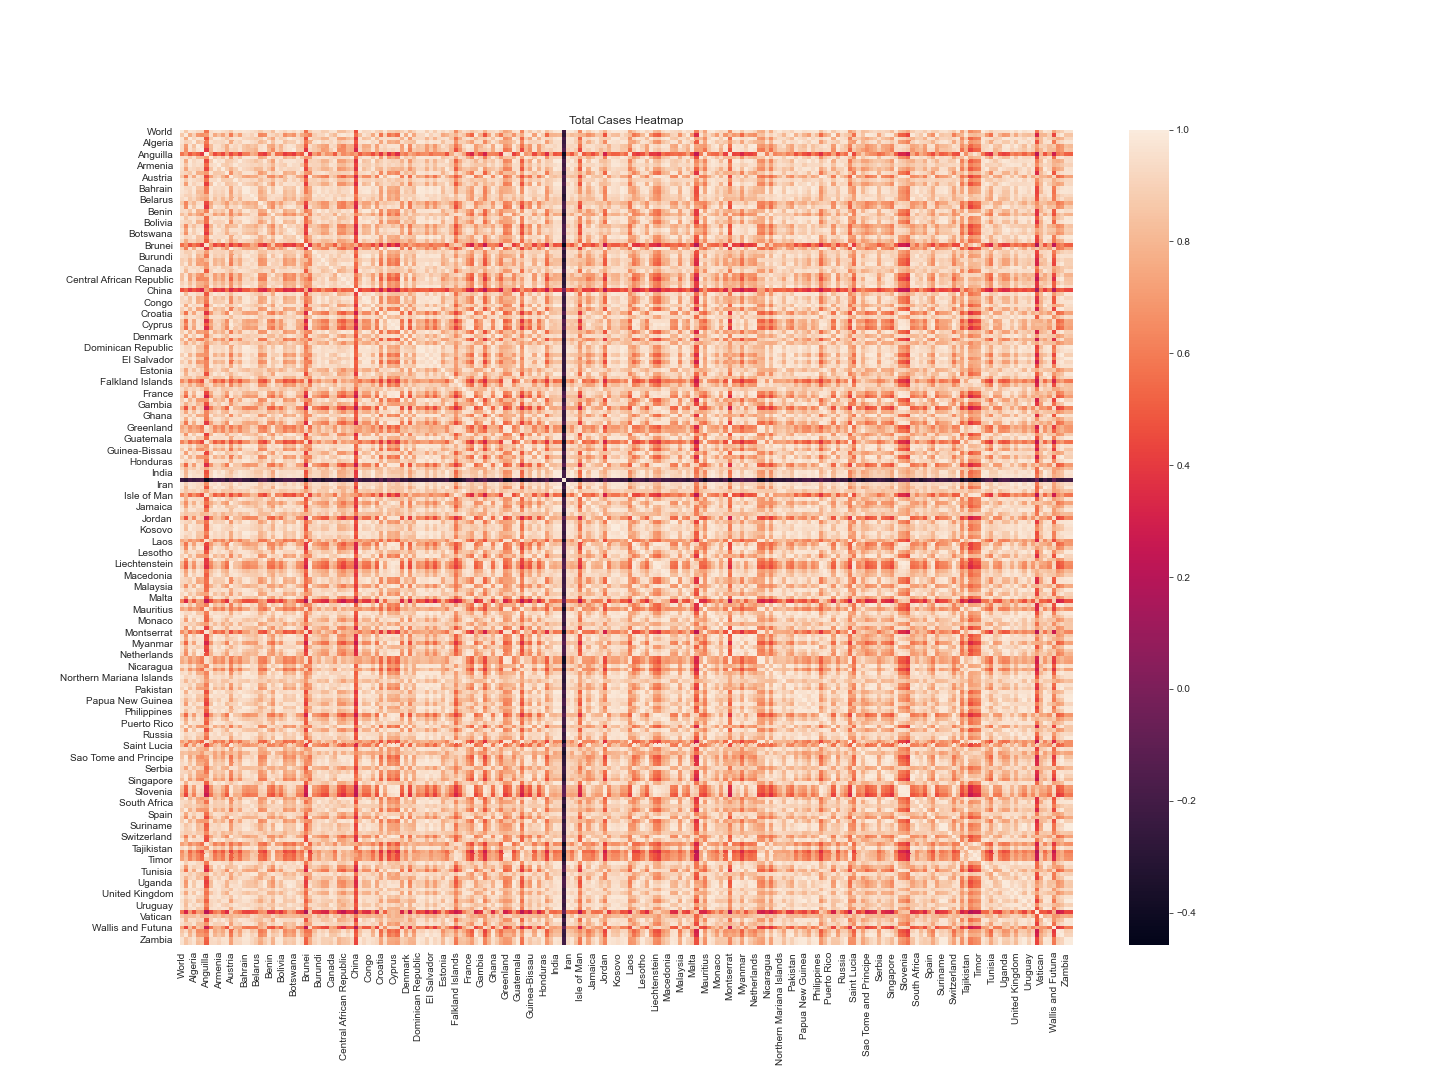 Total Cases Heatmap
World
Algeria
Anguilla
Armenia
Austria
Bahrain
Belarus
Benin
Bolivia
Botswana
Brunei
Burundi
Canada
Central African Republic
China
Congo
Croatia
Cyprus
Denmark
Dominican Republic
El Salvador
Estonia
Falkland Islands
France
Gambia
Ghana
Greenland
Guatemala
Guinea-Bissau
Honduras
India
Iran
Isle of Man
Jamaica
Jordan
Kosovo
Laos
Lesotho
Liechtenstein
Macedonia
Malaysia
Malta
Mauritius
Monaco
Montserrat
Myanmar
Netherlands
Nicaragua
Northern Mariana Islands
Pakistan
Papua New Guinea
Philippines
Puerto Rico
Russia
Saint Lucia
Sao Tome and Principe
Serbia
Singapore
Slovenia
South Africa
Spain
Suriname
Switzerland
Tajikistan
Timor
Tunisia
Uganda
United Kingdom
Uruguay
Vatican
Wallis and Futuna
Zambia
World
Algeria
Anguilla
Armenia
Austria
Bahrain
Belarus
Benin
Bolivia
Botswana
Brunei
Burundi
Canada
Central African Republic
China
Congo
Croatia
Cyprus
Denmark
Dominican Republic
El Salvador
Estonia
Falkland Islands
France
Gambia
Ghana
Greenland
Guatemala
Guinea-Bissau
Honduras
India
Iran
Isle of Man
Jamaica
Jordan
Kosovo
Laos
Lesotho
Liechtenstein
Macedonia
Malaysia
Malta
Mauritius
Monaco
Montserrat
Myanmar
Netherlands
Nicaragua
Northern Mariana Islands
Pakistan
Papua New Guinea
Philippines
Puerto Rico
Russia
Saint Lucia
Sao Tome and Principe
Serbia
Singapore
Slovenia
South Africa
Spain
Suriname
Switzerland
Tajikistan
Timor
Tunisia
Uganda
United Kingdom
Uruguay
Vatican
Wallis and Futuna
Zambia
1.0
0.8
0.6
0.4
0.2
0.0
−0.2
−0.4